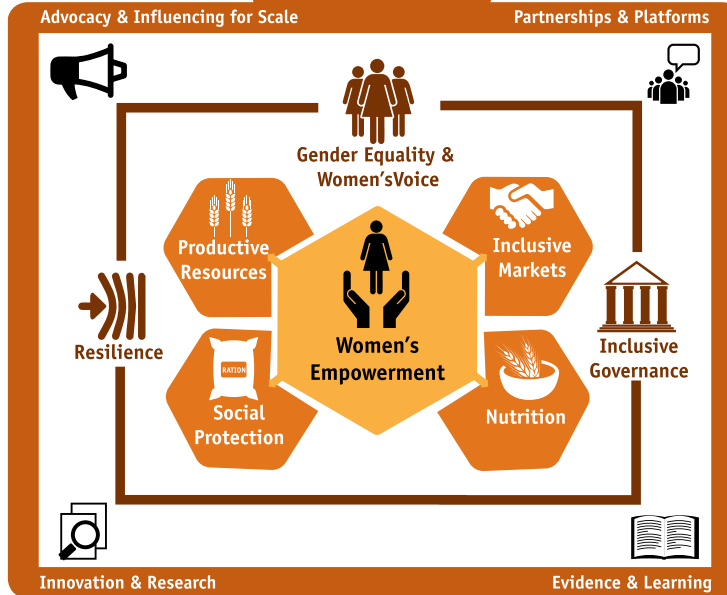 Advocacy & Influencing for Scale
Partnerships & Platforms
Gender Equality &
Women'sVoice
Productive
Resources
Inclusive
Markets
Women's
Empowerment
Resilience
Inclusive
Governance
RATION
Social
Protection
Nutrition
Innovation & Research
Evidence & Learning